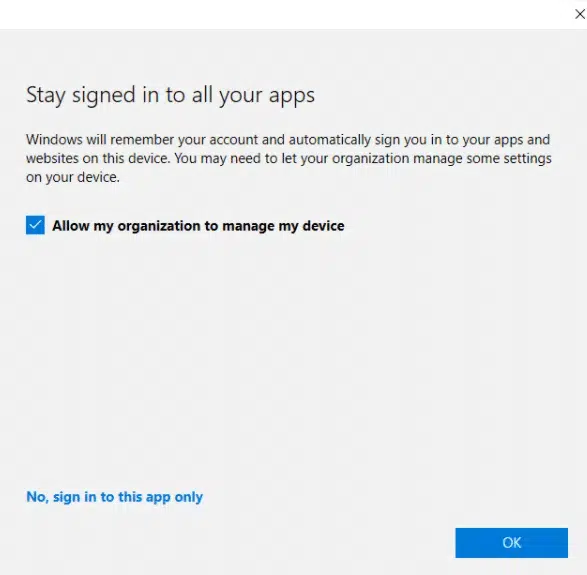 Stay signed in to all your apps
Windows will remember your account and automatically sign you in to your apps and
websites on this device. You may need to let your organization manage some settings
on your device.
Allow my organization to manage my device
No, sign in to this app only
OK